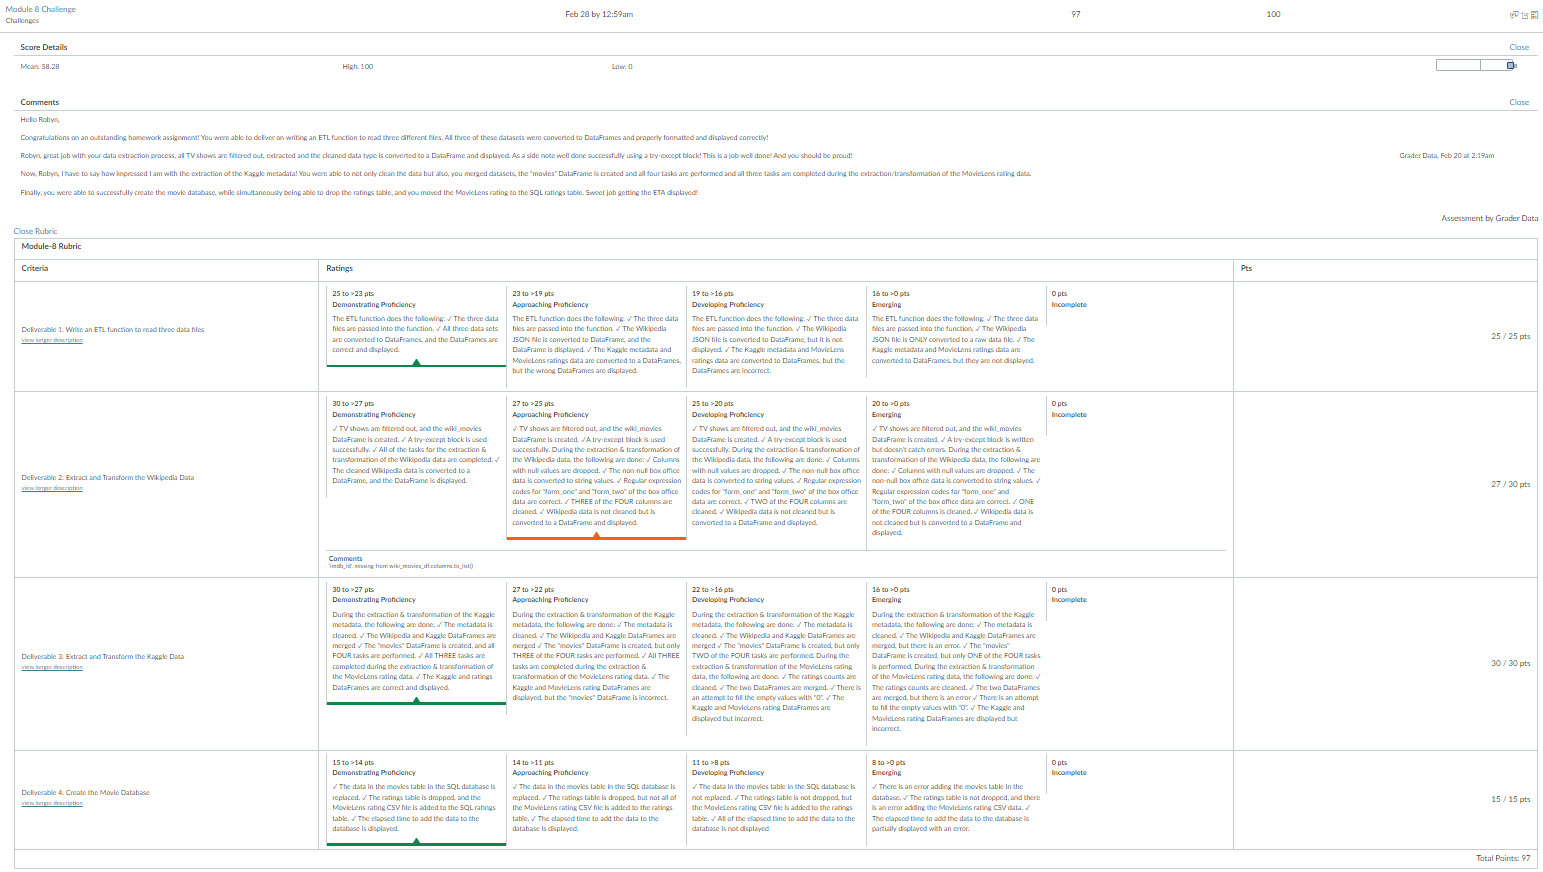 Module 8 Challenge
Challenges
Feb 28 by 12:59am
97
100
Score Details
Close
Mean: 58.28
High: 100
Low: 0
Comments
Close
Hello Robyn,
Congratulations on an outstanding homework assignment! You were able to deliver on writing an ETL function to read three different files. All three of these datasets were converted to DataFrames and properly formatted and displayed correctly!
Robyn, great job with your data extraction process, all TV shows are filtered out, extracted and the cleaned data type is converted to a DataFrame and displayed. As a side note well done successfully using a try-except block! This is a job well done! And you should be proud!
Grader Data, Feb 20 at 2:19am
Now, Robyn, I have to say how impressed I am with the extraction of the Kaggle metadata! You were able to not only clean the data but also, you merged datasets, the "movies" DataFrame is created and all four tasks are performed and all three tasks are completed during the extraction/transformation of the MovieLens rating data.
Finally, you were able to successfully create the movie database, while simultaneously being able to drop the ratings table, and you moved the MovieLens rating to the SQL ratings table. Sweet job getting the ETA displayed!
Assessment by Grader Data
Close Rubric
Module-8 Rubric
Criteria
Ratings
Pts
Deliverable 1: Write an ETL function to read three data files
view longer description
25 to >23 pts
Demonstrating Proficiency
The ETL function does the following: ✓ The three data
files are passed into the function. ✓ All three data sets
are converted to DataFrames, and the DataFrames are
correct and displayed.
23 to >19 pts
Approaching Proficiency
The ETL function does the following: ✓ The three data
files are passed into the function. ✓ The Wikipedia
JSON file is converted to DataFrame, and the
DataFrame is displayed. ✓ The Kaggle metadata and
MovieLens ratings data are converted to a DataFrames,
but the wrong DataFrames are displayed.
19 to >16 pts
Developing Proficiency
The ETL function does the following: ✓ The three data
files are passed into the function. ✓ The Wikipedia
JSON file is converted to DataFrame, but it is not
displayed. ✓ The Kaggle metadata and MovieLens
ratings data are converted to DataFrames, but the
DataFrames are incorrect.
16 to >0 pts
Emerging
The ETL function does the following: ✓ The three data
files are passed into the function. ✓ The Wikipedia
JSON file is ONLY converted to a raw data file. ✓ The
Kaggle metadata and MovieLens ratings data are
converted to DataFrames, but they are not displayed.
0 pts
Incomplete
25 / 25 pts
Deliverable 2: Extract and Transform the Wikipedia Data
view longer description
30 to >27 pts
Demonstrating Proficiency
✓ TV shows are filtered out, and the wiki_movies
DataFrame is created. ✓ A try-except block is used
successfully. ✓ All of the tasks for the extraction &
transformation of the Wikipedia data are completed. ✓
The cleaned Wikipedia data is converted to a
DataFrame, and the DataFrame is displayed.
27 to >25 pts
Approaching Proficiency
✓ TV shows are filtered out, and the wiki_movies
DataFrame is created. ✓A try-except block is used
successfully. During the extraction & transformation of
the Wikipedia data, the following are done: ✓ Columns
with null values are dropped. ✓ The non-null box office
data is converted to string values. ✓ Regular expression
codes for "form_one" and "form_two" of the box office
data are correct. ✓ THREE of the FOUR columns are
cleaned. ✓ Wikipedia data is not cleaned but is
converted to a DataFrame and displayed.
25 to >20 pts
Developing Proficiency
✓ TV shows are filtered out, and the wiki_movies
DataFrame is created. ✓ A try-except block is used
successfully. During the extraction & transformation of
the Wikipedia data, the following are done: ✓ Columns
with null values are dropped. ✓ The non-null box office
data is converted to string values. ✓ Regular expression
codes for "form_one" and "form_two" of the box office
data are correct. ✓ TWO of the FOUR columns are
cleaned. ✓ Wikipedia data is not cleaned but is
converted to a DataFrame and displayed.
20 to >0 pts
Emerging
✓ TV shows are filtered out, and the wiki_movies
DataFrame is created. ✓ A try-except block is written
but doesn't catch errors. During the extraction &
transformation of the Wikipedia data, the following are
done: ✓ Columns with null values are dropped. ✓ The
non-null box office data is converted to string values. ✓
Regular expression codes for "form_one" and
"form_two" of the box office data are correct. ✓ ONE
of the FOUR columns is cleaned. ✓ Wikipedia data is
not cleaned but is converted to a DataFrame and
displayed.
0 pts
Incomplete
27 / 30 pts
Comments
'imdb_id', missing from wiki_movies_df.columns.to_list()
Deliverable 3: Extract and Transform the Kaggle Data
view longer description
30 to >27 pts
Demonstrating Proficiency
During the extraction & transformation of the Kaggle
metadata, the following are done: ✓ The metadata is
cleaned. ✓ The Wikipedia and Kaggle DataFrames are
merged ✓ The "movies" DataFrame is created, and all
FOUR tasks are performed. ✓ All THREE tasks are
completed during the extraction & transformation of
the MovieLens rating data. ✓ The Kaggle and ratings
DataFrames are correct and displayed.
27 to >22 pts
Approaching Proficiency
During the extraction & transformation of the Kaggle
metadata, the following are done: ✓ The metadata is
cleaned. ✓ The Wikipedia and Kaggle DataFrames are
merged ✓ The "movies" DataFrame is created, but only
THREE of the FOUR tasks are performed. ✓ All THREE
tasks are completed during the extraction &
transformation of the MovieLens rating data. ✓ The
Kaggle and MovieLens rating DataFrames are
displayed, but the "movies" DataFrame is incorrect.
22 to >16 pts
Developing Proficiency
During the extraction & transformation of the Kaggle
metadata, the following are done: ✓ The metadata is
cleaned. ✓ The Wikipedia and Kaggle DataFrames are
merged ✓ The "movies" DataFrame is created, but only
TWO of the FOUR tasks are performed. During the
extraction & transformation of the MovieLens rating
data, the following are done: ✓ The ratings counts are
cleaned. ✓ The two DataFrames are merged. ✓ There is
an attempt to fill the empty values with "0". ✓ The
Kaggle and MovieLens rating DataFrames are
displayed but incorrect.
16 to >0 pts
Emerging
During the extraction & transformation of the Kaggle
metadata, the following are done: ✓ The metadata is
cleaned. ✓ The Wikipedia and Kaggle DataFrames are
merged, but there is an error. ✓ The "movies"
DataFrame is created, but only ONE of the FOUR tasks
is performed. During the extraction & transformation
of the MovieLens rating data, the following are done: ✓
The ratings counts are cleaned. ✓ The two DataFrames
are merged, but there is an error ✓ There is an attempt
to fill the empty values with "0". ✓ The Kaggle and
MovieLens rating DataFrames are displayed but
incorrect.
0 pts
Incomplete
30 / 30 pts
Deliverable 4: Create the Movie Database
view longer description
15 to >14 pts
Demonstrating Proficiency
✓ The data in the movies table in the SQL database is
replaced. ✓ The ratings table is dropped, and the
MovieLens rating CSV file is added to the SQL ratings
table. ✓ The elapsed time to add the data to the
database is displayed.
14 to >11 pts
Approaching Proficiency
✓ The data in the movies table in the SQL database is
replaced. ✓ The ratings table is dropped, but not all of
the MovieLens rating CSV file is added to the ratings
table. ✓ The elapsed time to add the data to the
database is displayed.
11 to >8 pts
Developing Proficiency
✓ The data in the movies table in the SQL database is
not replaced. ✓ The ratings table is not dropped, but
the MovieLens rating CSV file is added to the ratings
table. ✓ All of the elapsed time to add the data to the
database is not displayed
8 to >0 pts
Emerging
✓ There is an error adding the movies table in the
database. ✓ The ratings table is not dropped, and there
is an error adding the MovieLens rating CSV data. ✓
The elapsed time to add the data to the database is
partially displayed with an error.
0 pts
Incomplete
15 / 15 pts
Total Points: 97